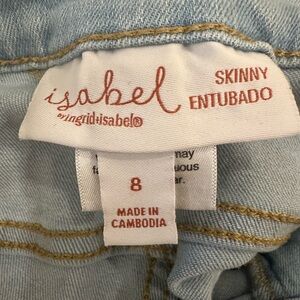 isabel
by ingrid+isabel®
SKINNY
ENTUBADO
may
8
MADE IN
CAMBODIA